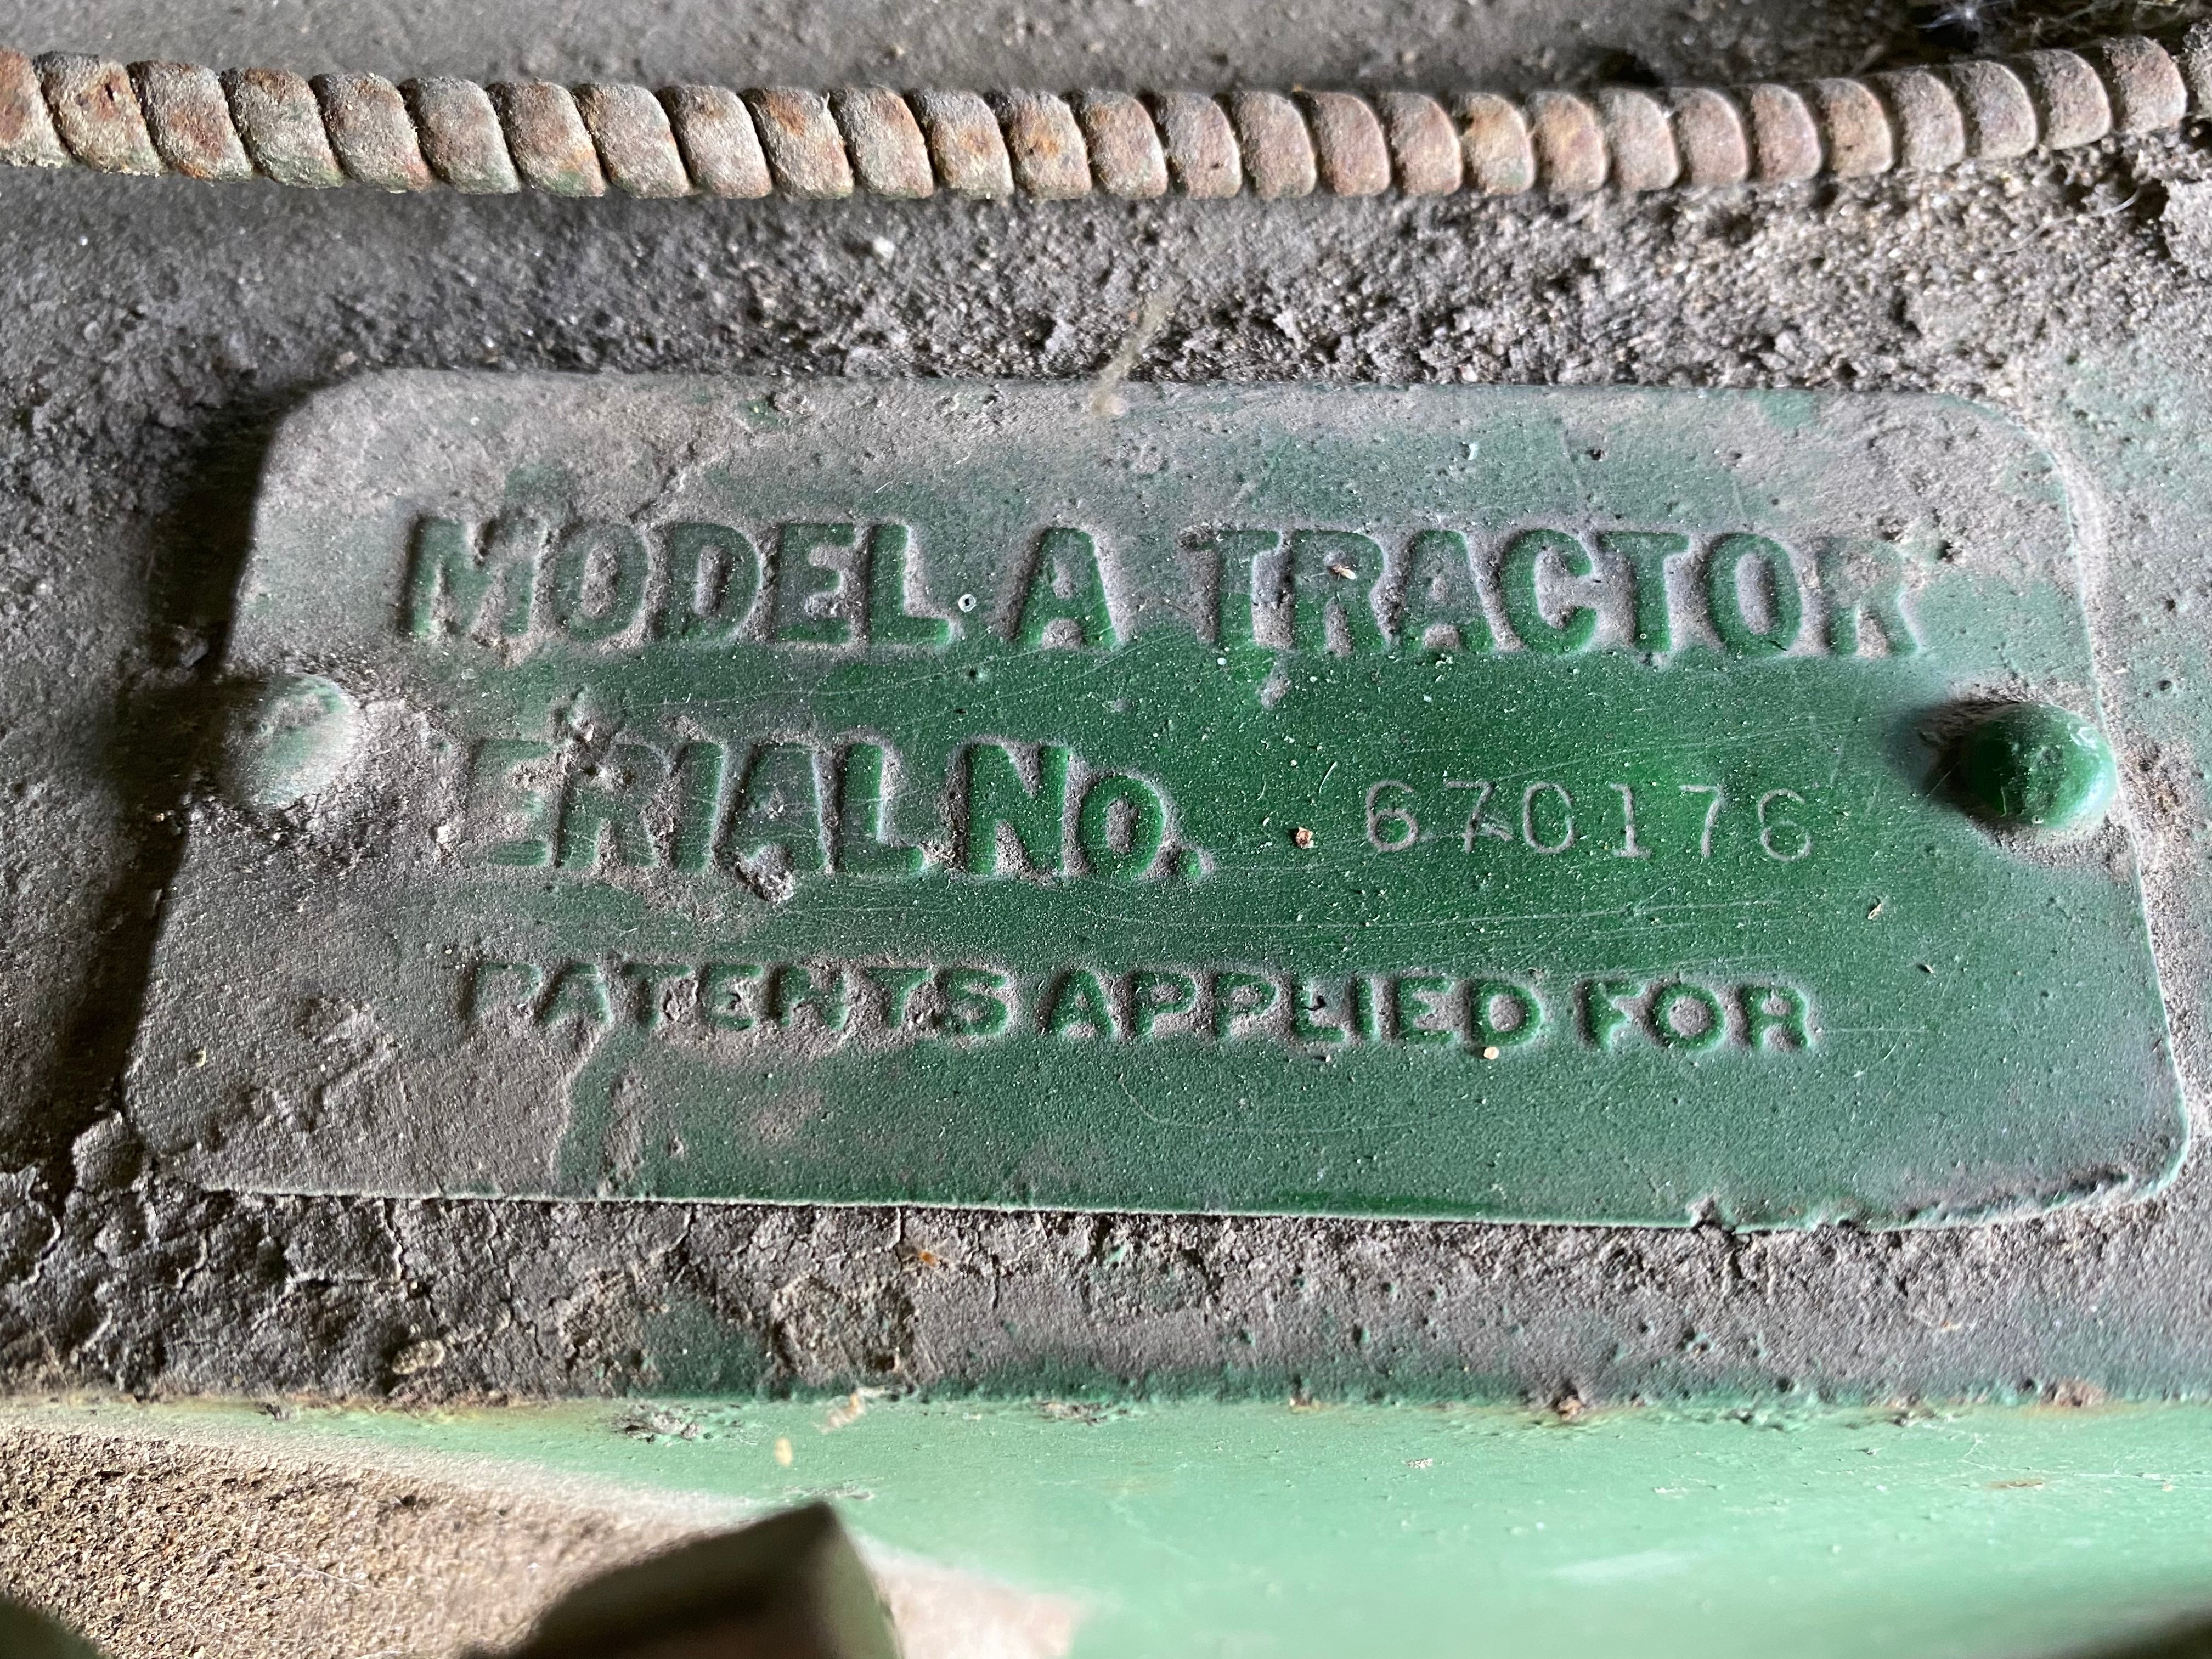 MODEL A TRACTOR
ERIAL NO. 670176
PATENTS APPLIED FOR